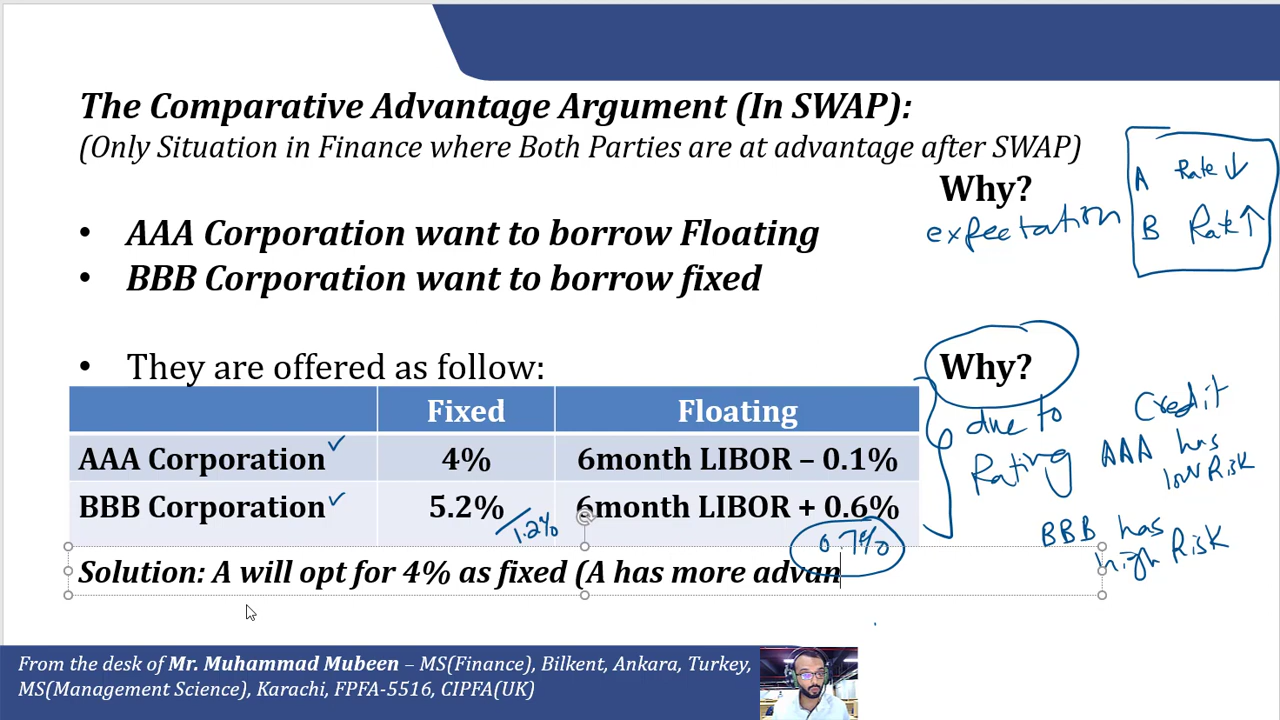 The Comparative Advantage Argument (In SWAP):
(Only Situation in Finance where Both Parties are at advantage after SWAP)
Why?
expectation
A Rate ↓
B Rate ↑
• AAA Corporation want to borrow Floating
• BBB Corporation want to borrow fixed
• They are offered as follow:
Why?
due to
Rating
Credit
AAA has
low Risk
BBB has
high Risk
Fixed Floating
AAA Corporation ✓ 4% 6month LIBOR – 0.1%
BBB Corporation ✓ 5.2% 6month LIBOR + 0.6%
1.2% 0.7%
Solution: A will opt for 4% as fixed (A has more advan
From the desk of Mr. Muhammad Mubeen – MS(Finance), Bilkent, Ankara, Turkey,
MS(Management Science), Karachi, FPFA-5516, CIPFA(UK)